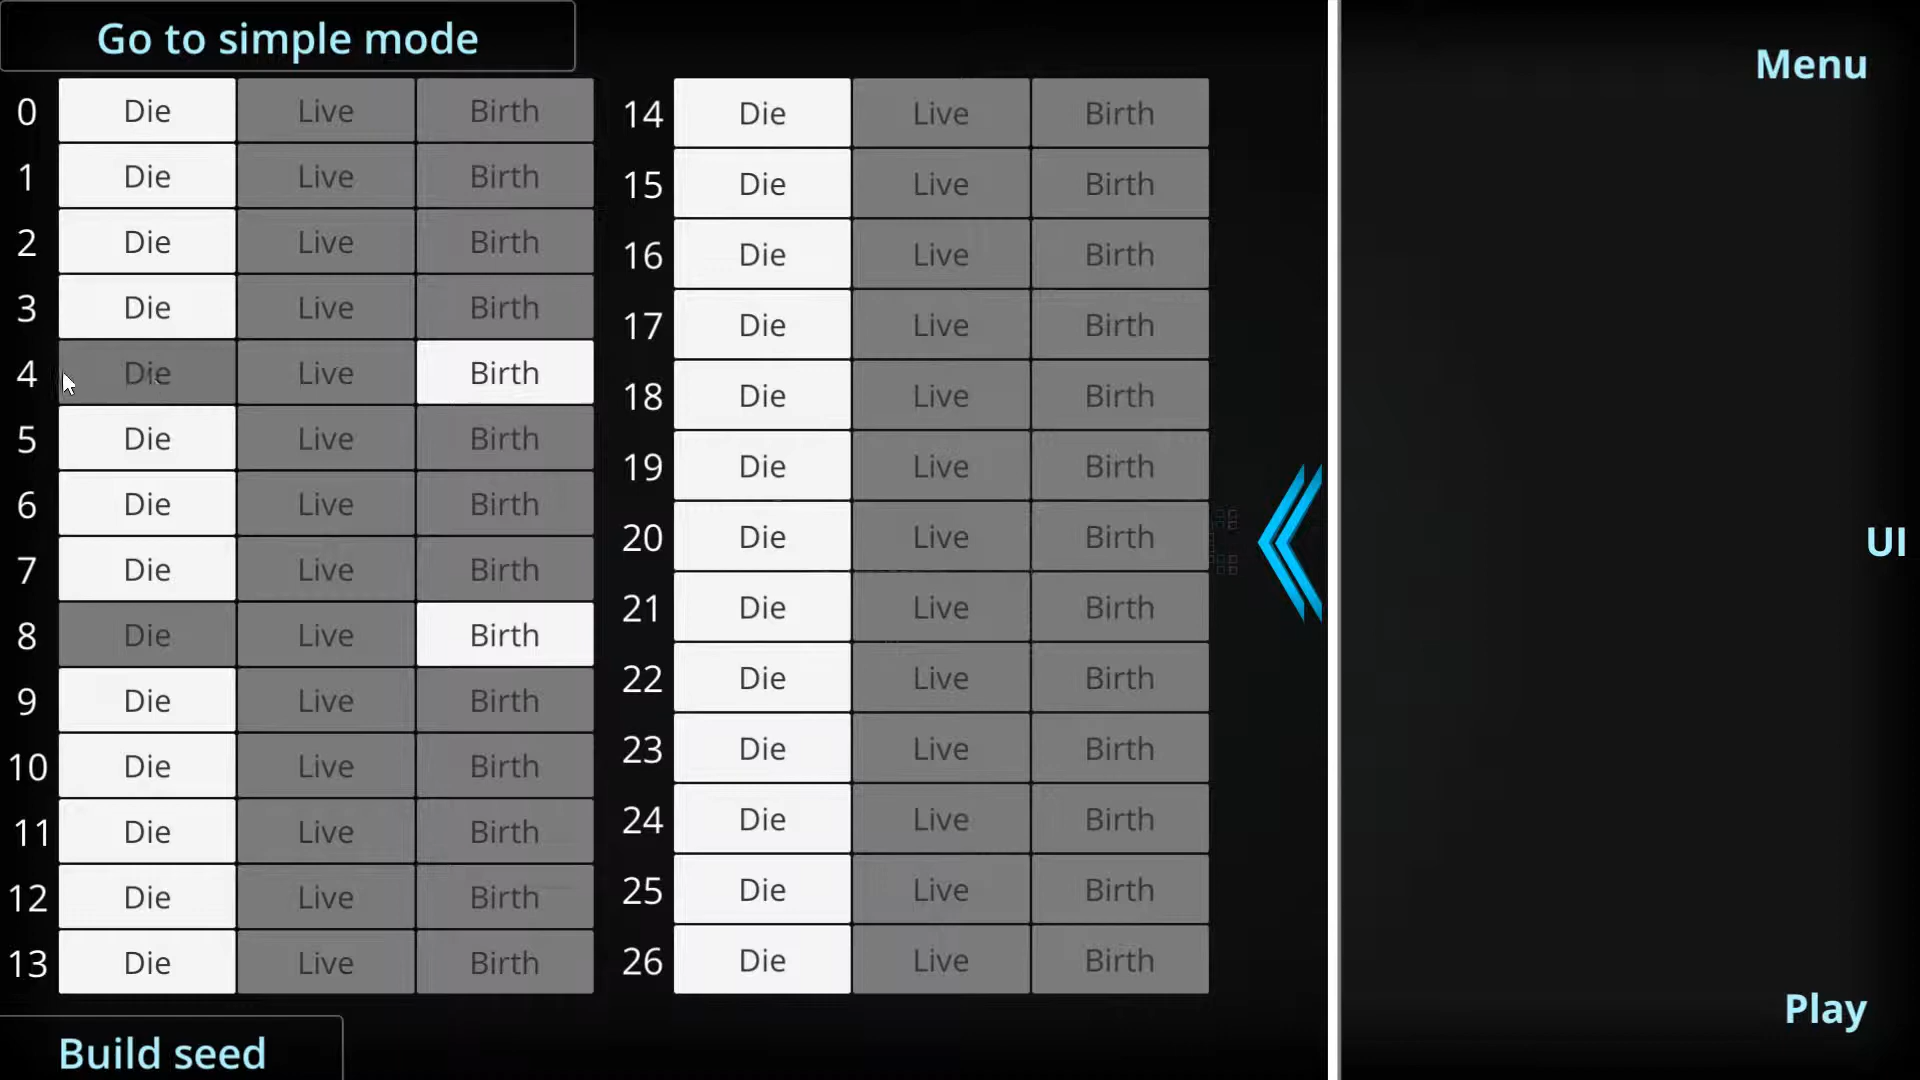 Go to simple mode
Menu
0 Die Live Birth
1 Die Live Birth
2 Die Live Birth
3 Die Live Birth
4 Die Live Birth
5 Die Live Birth
6 Die Live Birth
7 Die Live Birth
8 Die Live Birth
9 Die Live Birth
10 Die Live Birth
11 Die Live Birth
12 Die Live Birth
13 Die Live Birth
14 Die Live Birth
15 Die Live Birth
16 Die Live Birth
17 Die Live Birth
18 Die Live Birth
19 Die Live Birth
20 Die Live Birth
21 Die Live Birth
22 Die Live Birth
23 Die Live Birth
24 Die Live Birth
25 Die Live Birth
26 Die Live Birth
UI
Play
Build seed